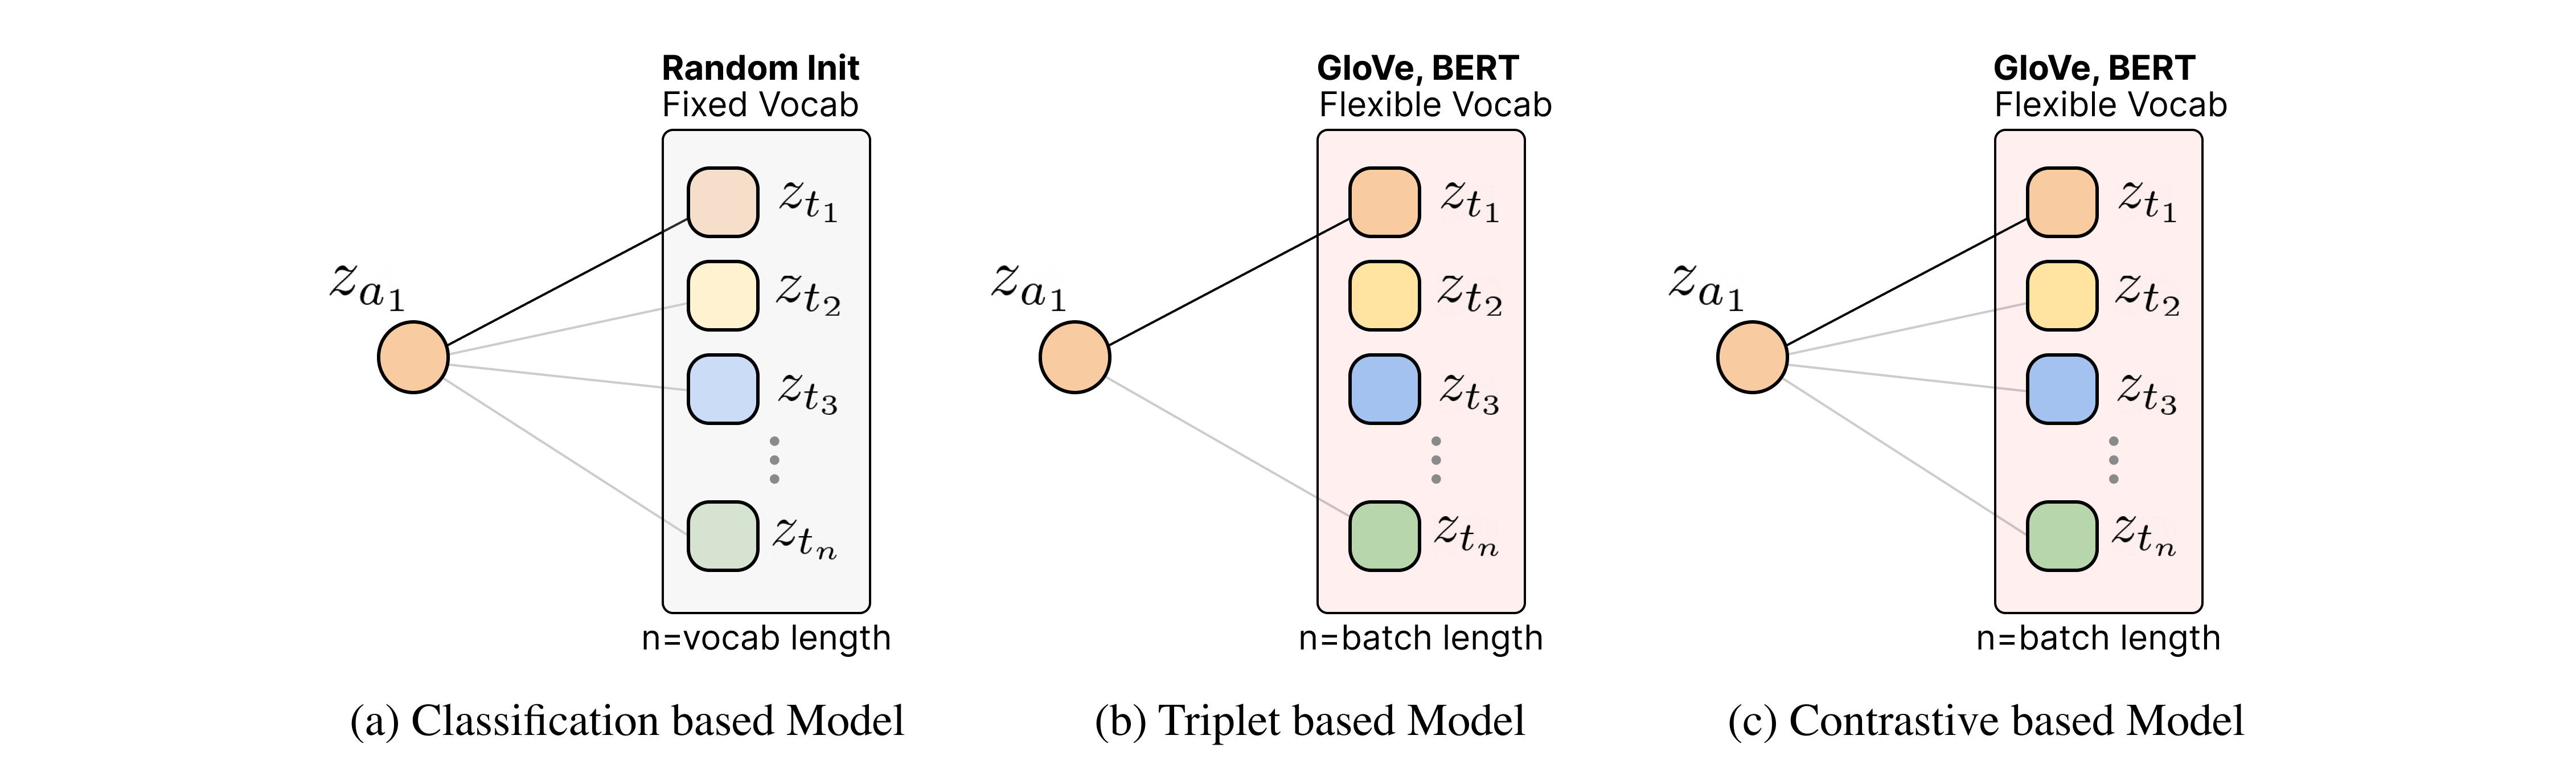 Random Init
Fixed Vocab
z_{a_1}
z_{t_1}
z_{t_2}
z_{t_3}
z_{t_n}
n=vocab length
(a) Classification based Model
GloVe, BERT
Flexible Vocab
z_{a_1}
z_{t_1}
z_{t_2}
z_{t_3}
z_{t_n}
n=batch length
(b) Triplet based Model
GloVe, BERT
Flexible Vocab
z_{a_1}
z_{t_1}
z_{t_2}
z_{t_3}
z_{t_n}
n=batch length
(c) Contrastive based Model